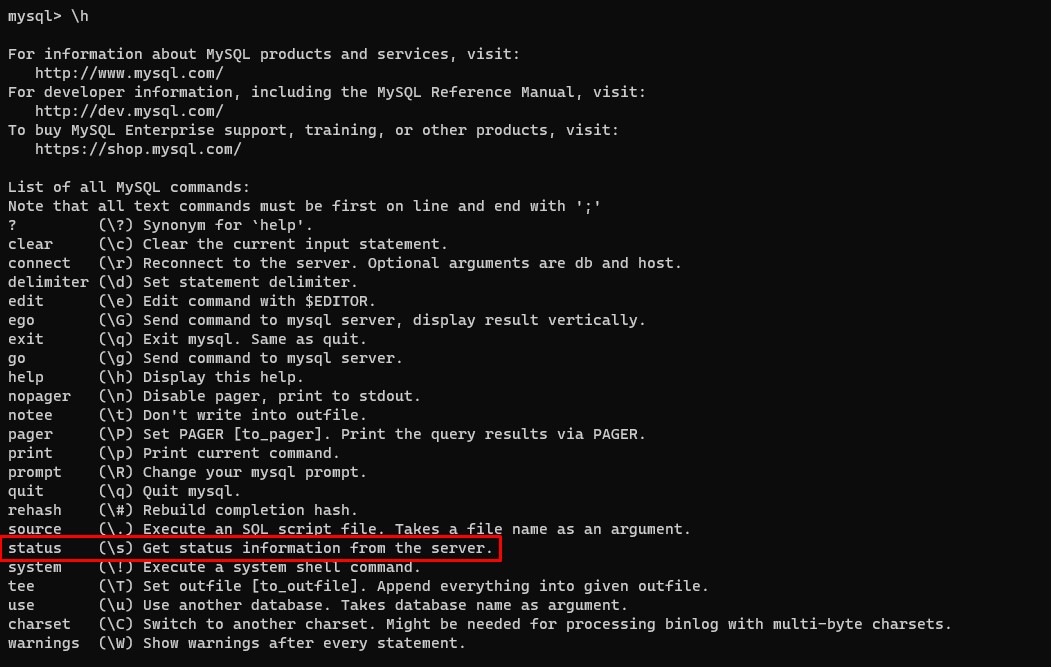 mysql> \h
For information about MySQL products and services, visit:
http://www.mysql.com/
For developer information, including the MySQL Reference Manual, visit:
http://dev.mysql.com/
To buy MySQL Enterprise support, training, or other products, visit:
https://shop.mysql.com/
List of all MySQL commands:
Note that all text commands must be first on line and end with ';'
? (\?) Synonym for `help'.
clear (\c) Clear the current input statement.
connect (\r) Reconnect to the server. Optional arguments are db and host.
delimiter (\d) Set statement delimiter.
edit (\e) Edit command with $EDITOR.
ego (\G) Send command to mysql server, display result vertically.
exit (\q) Exit mysql. Same as quit.
go (\g) Send command to mysql server.
help (\h) Display this help.
nopager (\n) Disable pager, print to stdout.
notee (\t) Don't write into outfile.
pager (\P) Set PAGER [to_pager]. Print the query results via PAGER.
print (\p) Print current command.
prompt (\R) Change your mysql prompt.
quit (\q) Quit mysql.
rehash (\#) Rebuild completion hash.
source (\.) Execute an SQL script file. Takes a file name as an argument.
status (\s) Get status information from the server.
system (\!) Execute a system shell command.
tee (\T) Set outfile [to_outfile]. Append everything into given outfile.
use (\u) Use another database. Takes database name as argument.
charset (\C) Switch to another charset. Might be needed for processing binlog with multi-byte charsets.
warnings (\W) Show warnings after every statement.